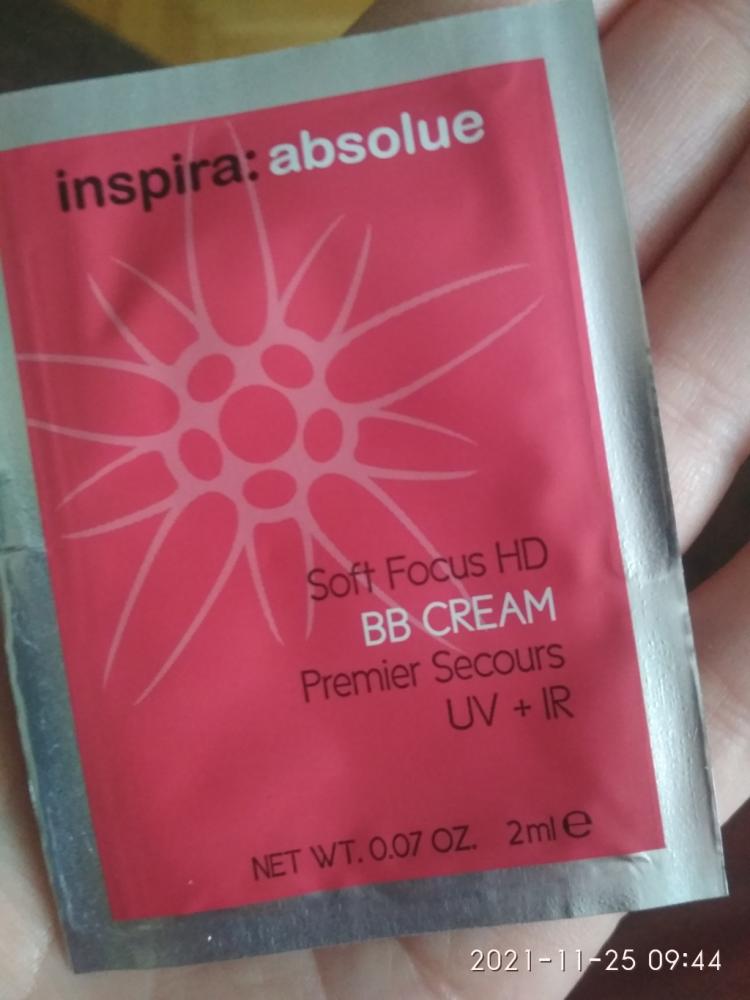 inspira: absolue
Soft Focus HD
BB CREAM
Premier Secours
UV + IR
NET WT. 0.07 OZ. 2ml e
2021-11-25 09:44